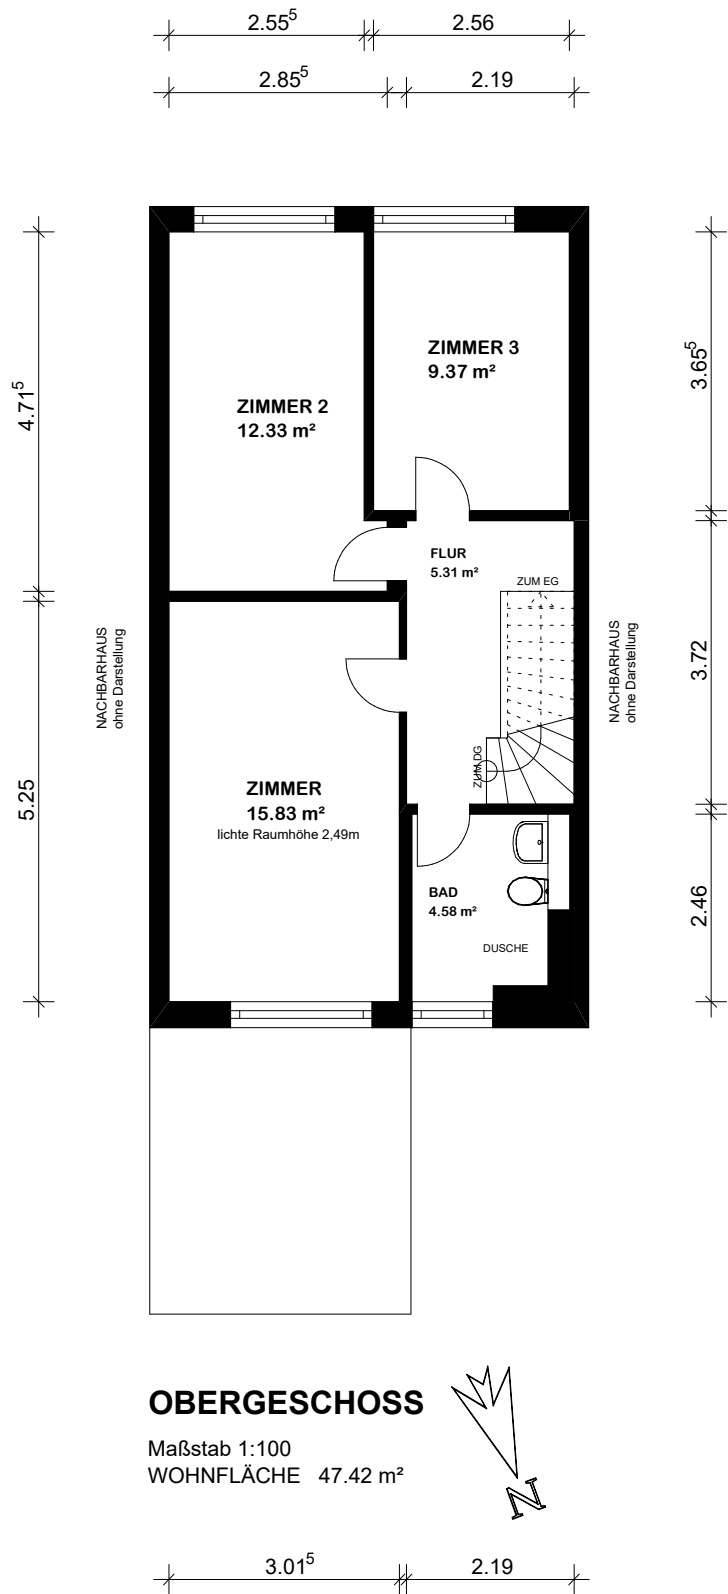 2.55⁵ 2.56
2.85⁵ 2.19
4.71⁵
5.25
3.65⁵
3.72
2.46
ZIMMER 3
9.37 m²
ZIMMER 2
12.33 m²
FLUR
5.31 m²
ZUM EG
NACHBARHAUS
ohne Darstellung
NACHBARHAUS
ohne Darstellung
ZUM DG
ZIMMER
15.83 m²
lichte Raumhöhe 2,49m
BAD
4.58 m²
DUSCHE
OBERGESCHOSS
Maßstab 1:100
WOHNFLÄCHE 47.42 m²
N
3.01⁵ 2.19